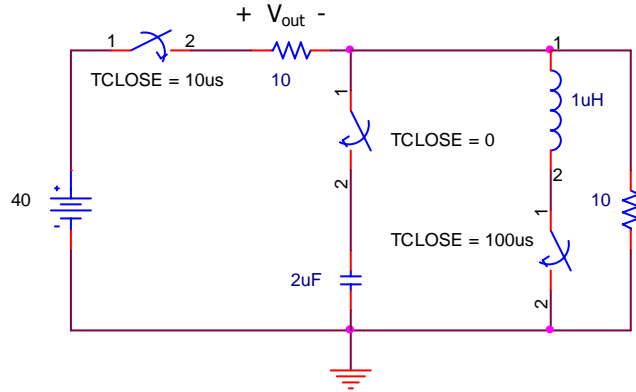 + Vout -
1
2
1
TCLOSE = 10us
10
1
1uH
TCLOSE = 0
2
2
+
40
-
1
10
TCLOSE = 100us
2uF
2